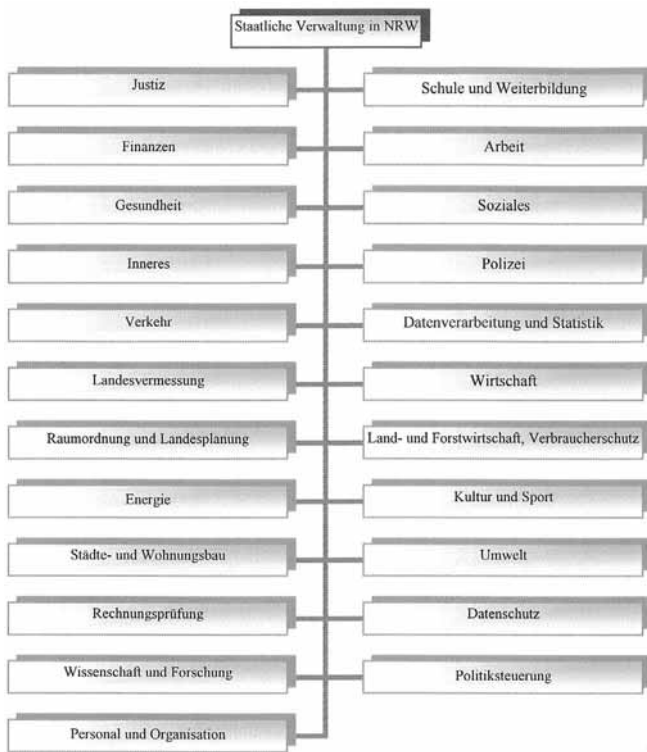 Staatliche Verwaltung in NRW
Justiz
Schule und Weiterbildung
Finanzen
Arbeit
Gesundheit
Soziales
Inneres
Polizei
Verkehr
Datenverarbeitung und Statistik
Landesvermessung
Wirtschaft
Raumordnung und Landesplanung
Land- und Forstwirtschaft, Verbraucherschutz
Energie
Kultur und Sport
Städte- und Wohnungsbau
Umwelt
Rechnungsprüfung
Datenschutz
Wissenschaft und Forschung
Politiksteuerung
Personal und Organisation